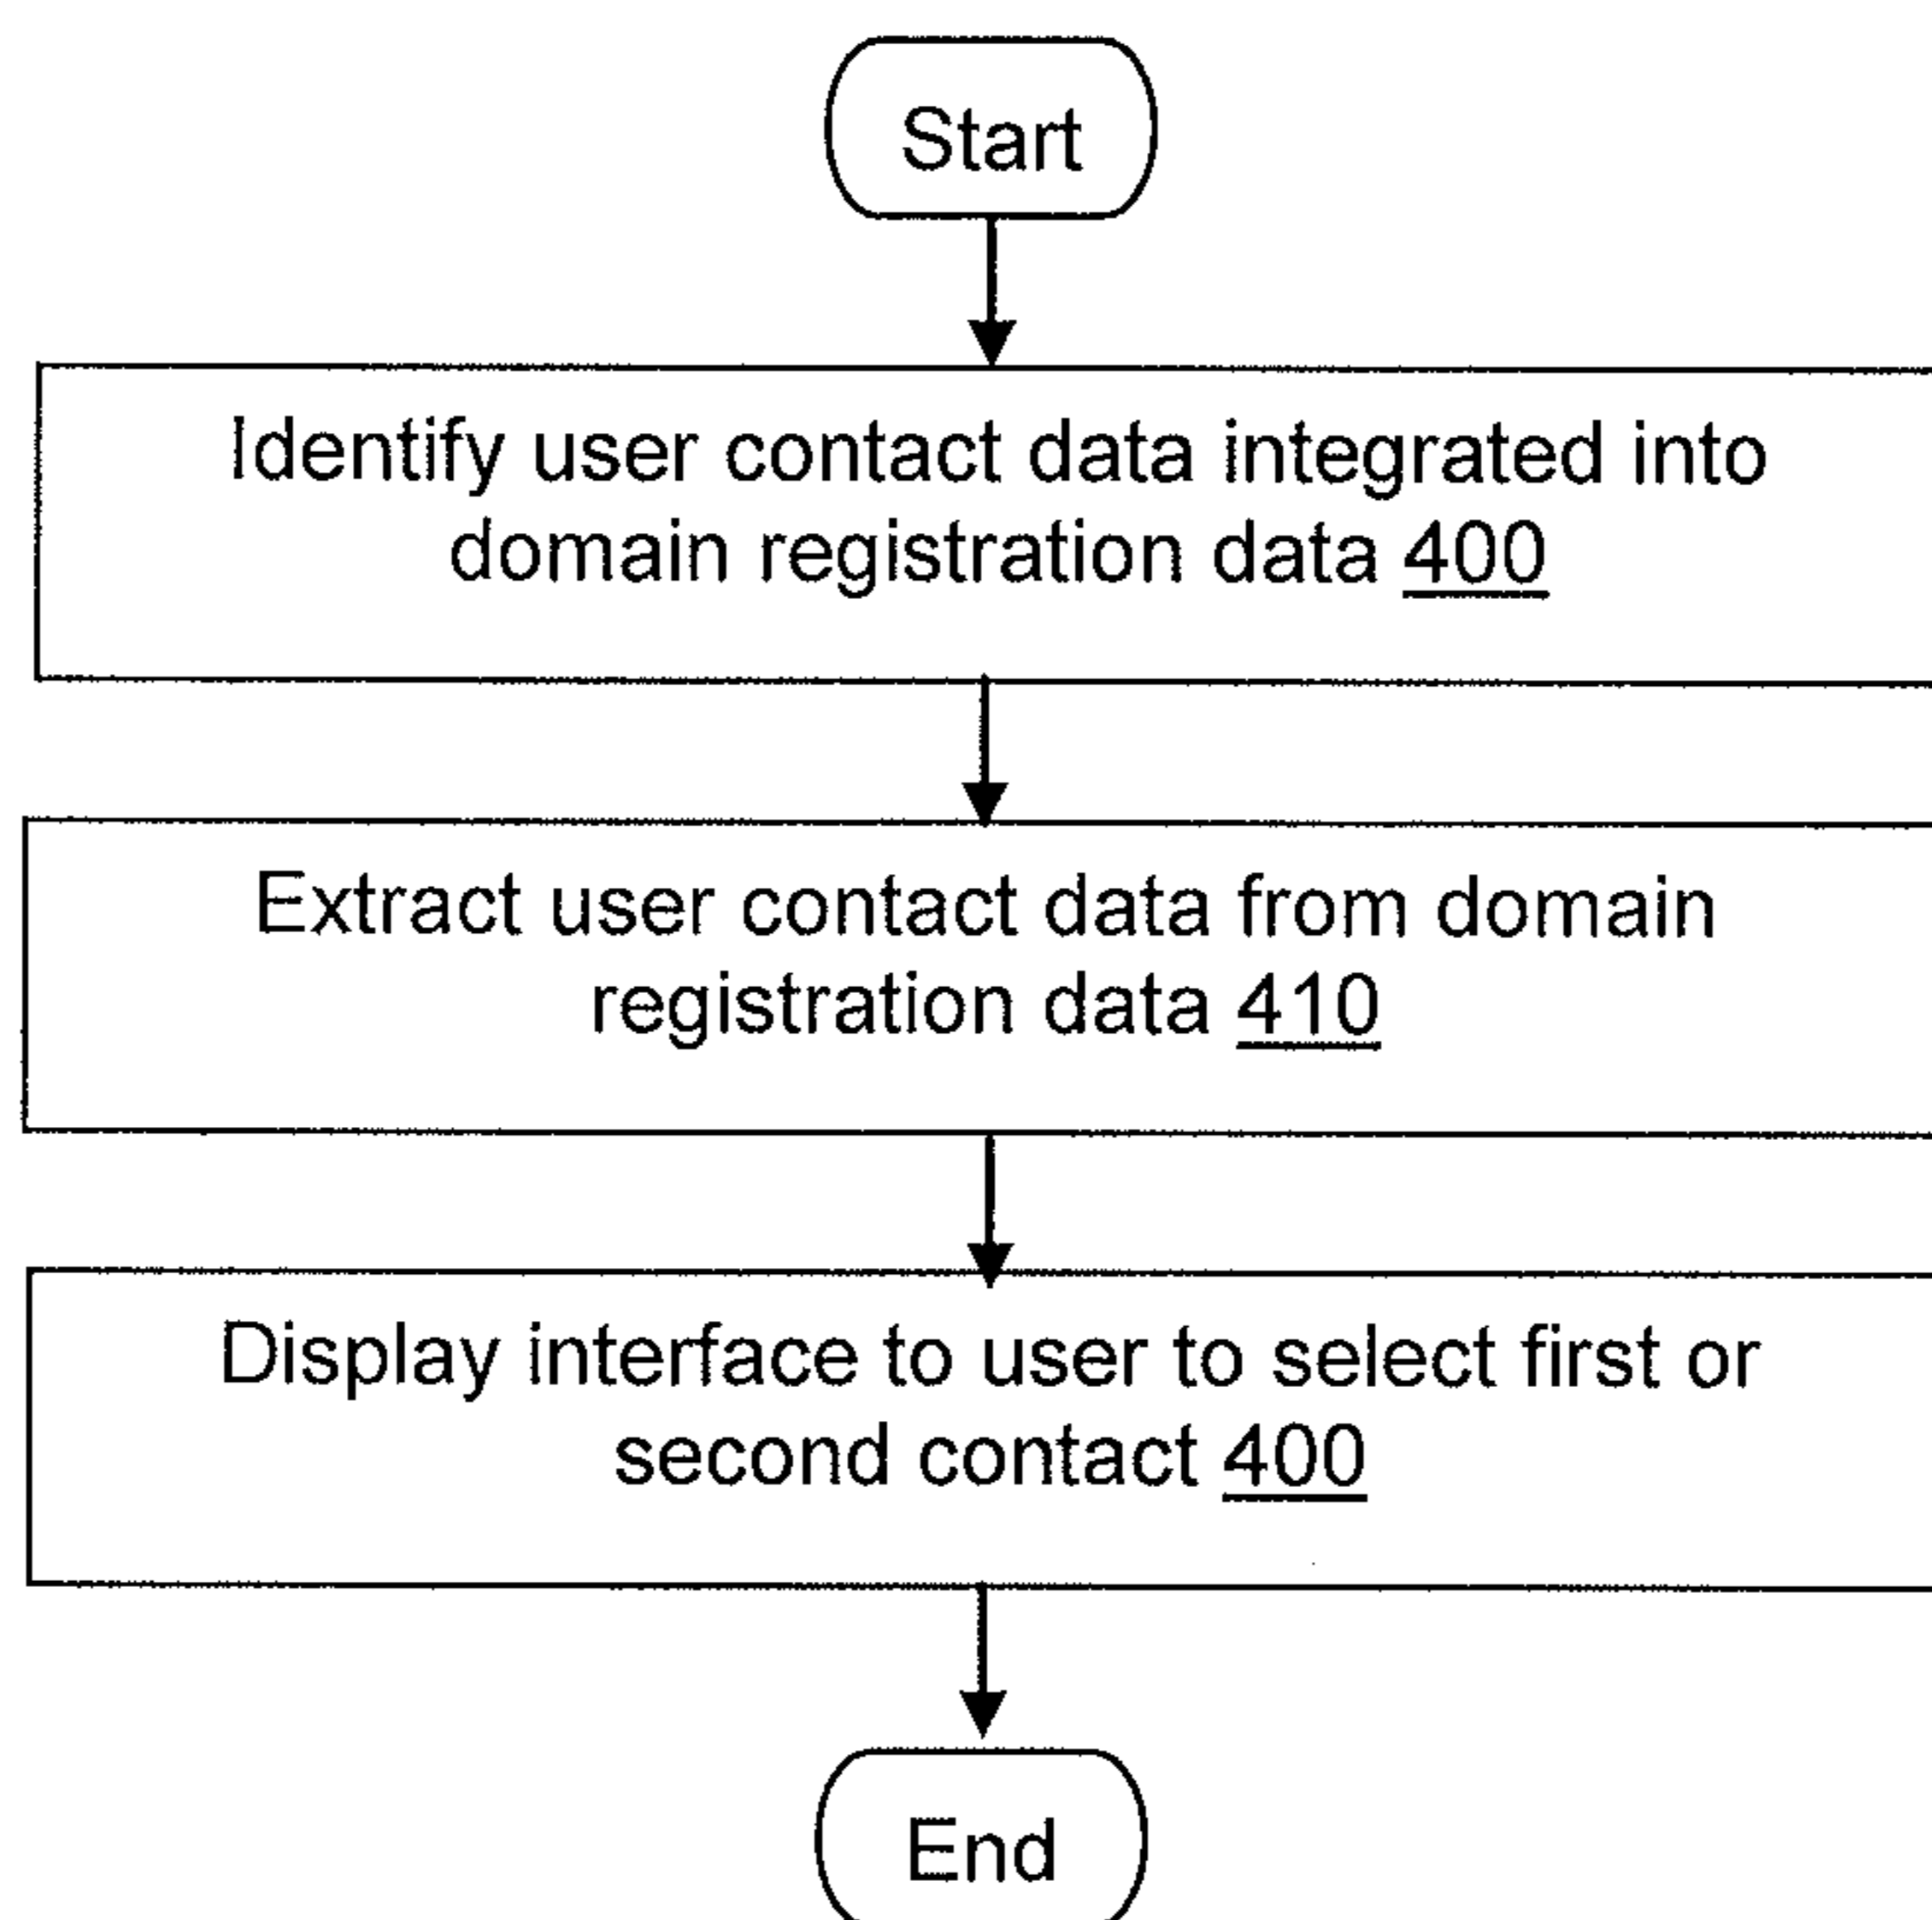 Start
Identify user contact data integrated into
domain registration data 400
Extract user contact data from domain
registration data 410
Display interface to user to select first or
second contact 400
End